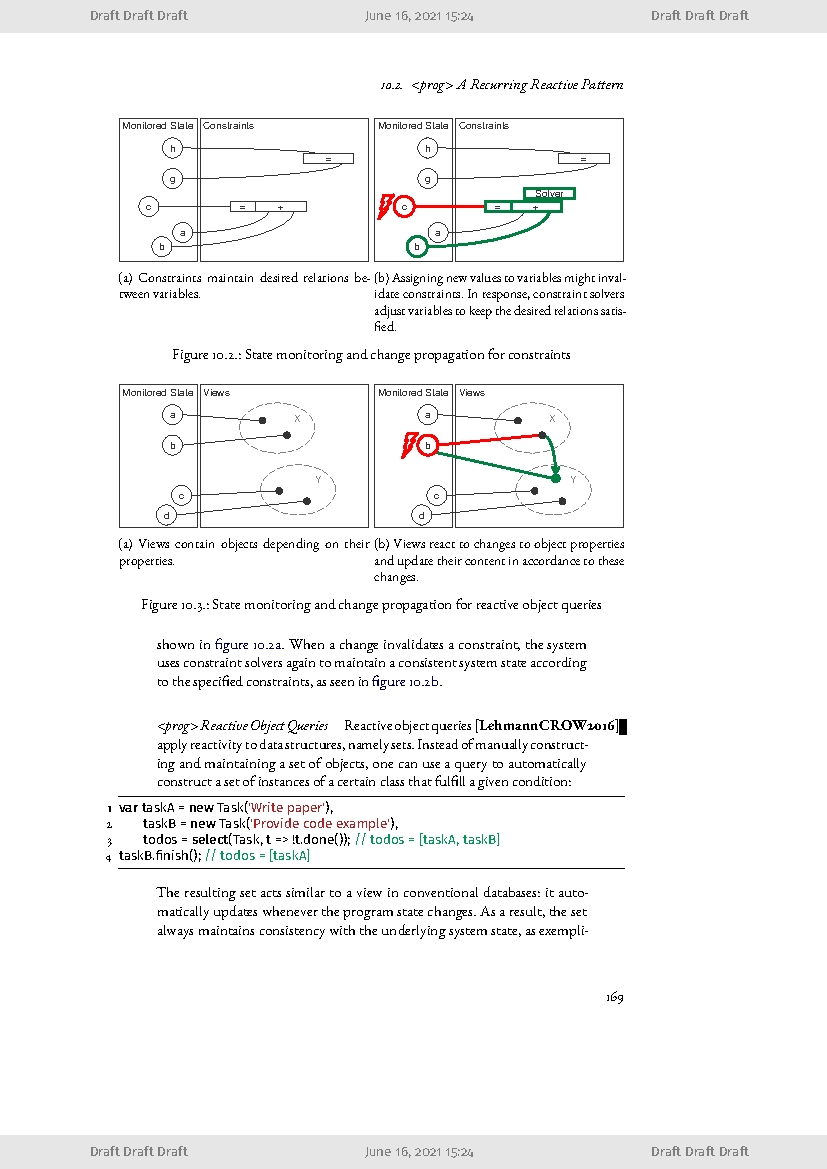 Draft Draft Draft June 16, 2021 15:24 Draft Draft Draft
10.2. <prog> A Recurring Reactive Pattern
Monitored State Constraints
h
=
g
c
= +
a
b
Monitored State Constraints
h
=
g
Solver
c
= +
a
b
(a) Constraints maintain desired relations be-
tween variables.
(b) Assigning new values to variables might inval-
idate constraints. In response, constraint solvers
adjust variables to keep the desired relations satis-
fied.
Figure 10.2.: State monitoring and change propagation for constraints
Monitored State Views
a
X
b
Y
c
d
Monitored State Views
a
X
b
Y
c
d
(a) Views contain objects depending on their
properties.
(b) Views react to changes to object properties
and update their content in accordance to these
changes.
Figure 10.3.: State monitoring and change propagation for reactive object queries
shown in figure 10.2a. When a change invalidates a constraint, the system
uses constraint solvers again to maintain a consistent system state according
to the specified constraints, as seen in figure 10.2b.
<prog> Reactive Object Queries Reactive object queries [LehmannCROW2016]
apply reactivity to data structures, namely sets. Instead of manually construct-
ing and maintaining a set of objects, one can use a query to automatically
construct a set of instances of a certain class that fulfill a given condition:
1 var taskA = new Task('Write paper'),
2 taskB = new Task('Provide code example'),
3 todos = select(Task, t => !t.done()); // todos = [taskA, taskB]
4 taskB.finish(); // todos = [taskA]
The resulting set acts similar to a view in conventional databases: it auto-
matically updates whenever the program state changes. As a result, the set
always maintains consistency with the underlying system state, as exempli-
169
Draft Draft Draft June 16, 2021 15:24 Draft Draft Draft